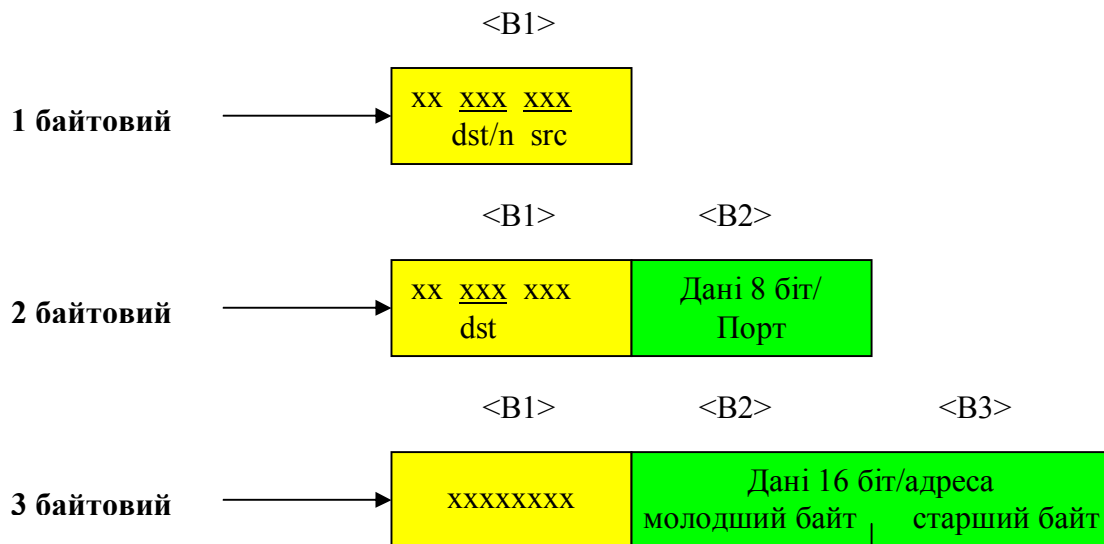 <B1>
1 байтовий
xx xxx xxx
dst/n src
<B1> <B2>
2 байтовий
xx xxx xxx
dst
Дані 8 біт/
Порт
<B1> <B2> <B3>
3 байтовий
xxxxxxxx
Дані 16 біт/адреса
молодший байт старший байт